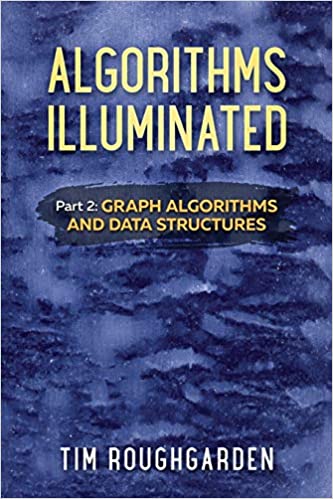 ALGORITHMS
ILLUMINATED
Part 2: GRAPH ALGORITHMS
AND DATA STRUCTURES
TIM ROUGHGARDEN